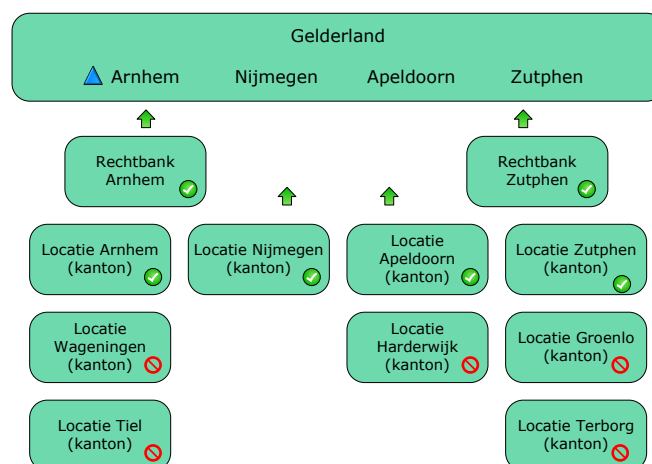 Gelderland
Arnhem Nijmegen Apeldoorn Zutphen
Rechtbank
Arnhem
Rechtbank
Zutphen
Locatie Arnhem
(kanton)
Locatie Nijmegen
(kanton)
Locatie
Apeldoorn
(kanton)
Locatie Zutphen
(kanton)
Locatie
Wageningen
(kanton)
Locatie
Harderwijk
(kanton)
Locatie Groenlo
(kanton)
Locatie Tiel
(kanton)
Locatie Terborg
(kanton)